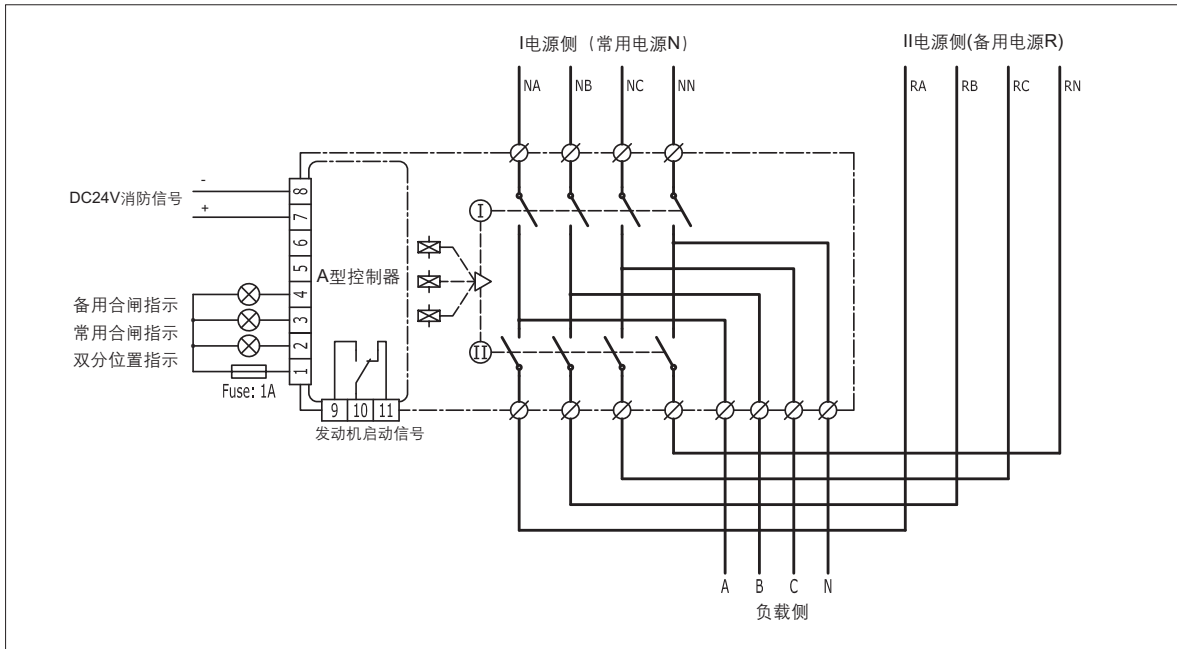 I电源侧（常用电源N）
II电源侧(备用电源R)
NA
NB
NC
NN
RA
RB
RC
RN
DC24V消防信号
-
+
8
7
6
5
4
3
2
1
A型控制器
I
II
备用合闸指示
常用合闸指示
双分位置指示
Fuse: 1A
9 10 11
发动机启动信号
A B C N
负载侧